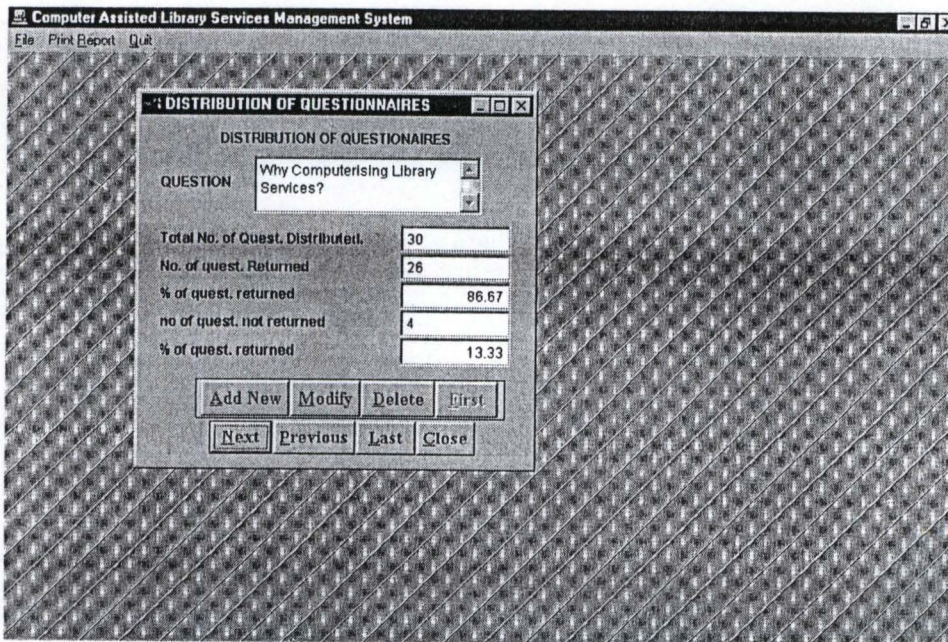 Computer Assisted Library Services Management System
File Print Report Quit
DISTRIBUTION OF QUESTIONNAIRES
DISTRIBUTION OF QUESTIONAIRES
QUESTION
Why Computerising Library
Services?
Total No. of Quest. Distributed. 30
No. of quest. Returned 26
% of quest. returned 86.67
no of quest. not returned 4
% of quest. returned 13.33
Add New Modify Delete First
Next Previous Last Close